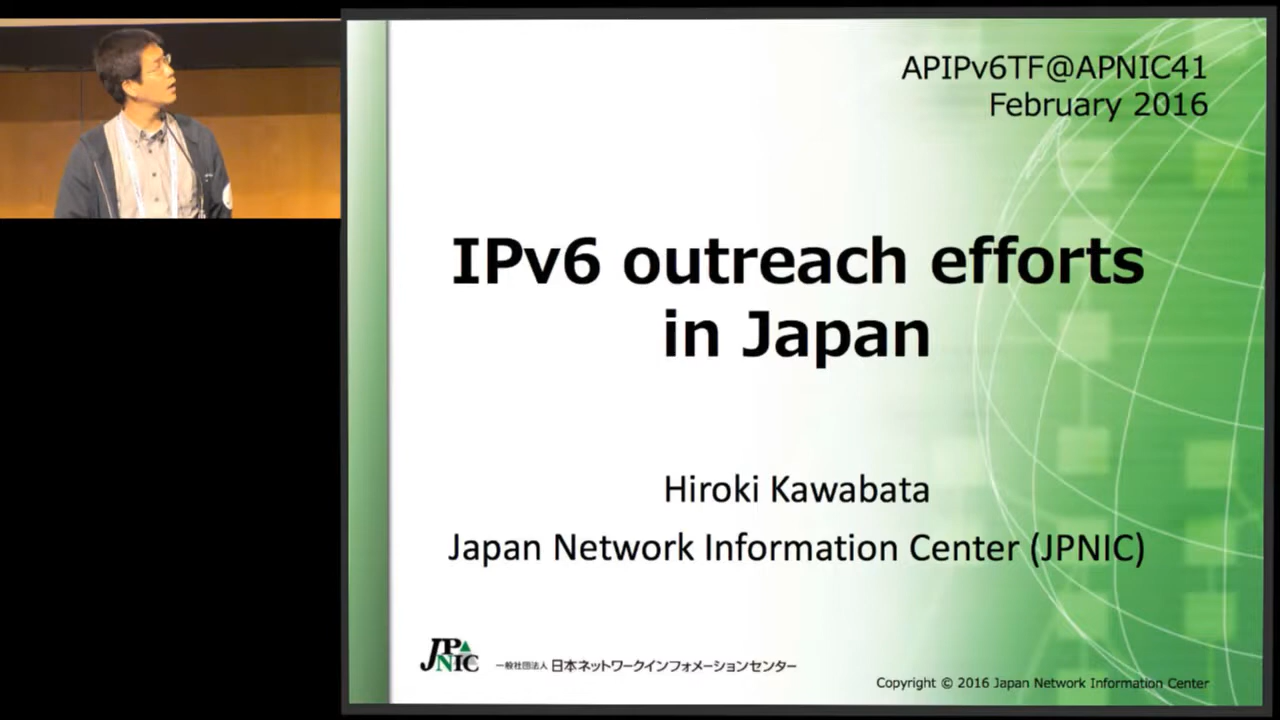 APIPv6TF@APNIC41
February 2016
IPv6 outreach efforts
in Japan
Hiroki Kawabata
Japan Network Information Center (JPNIC)
JPNIC 一般社団法人 日本ネットワークインフォメーションセンター
Copyright © 2016 Japan Network Information Center